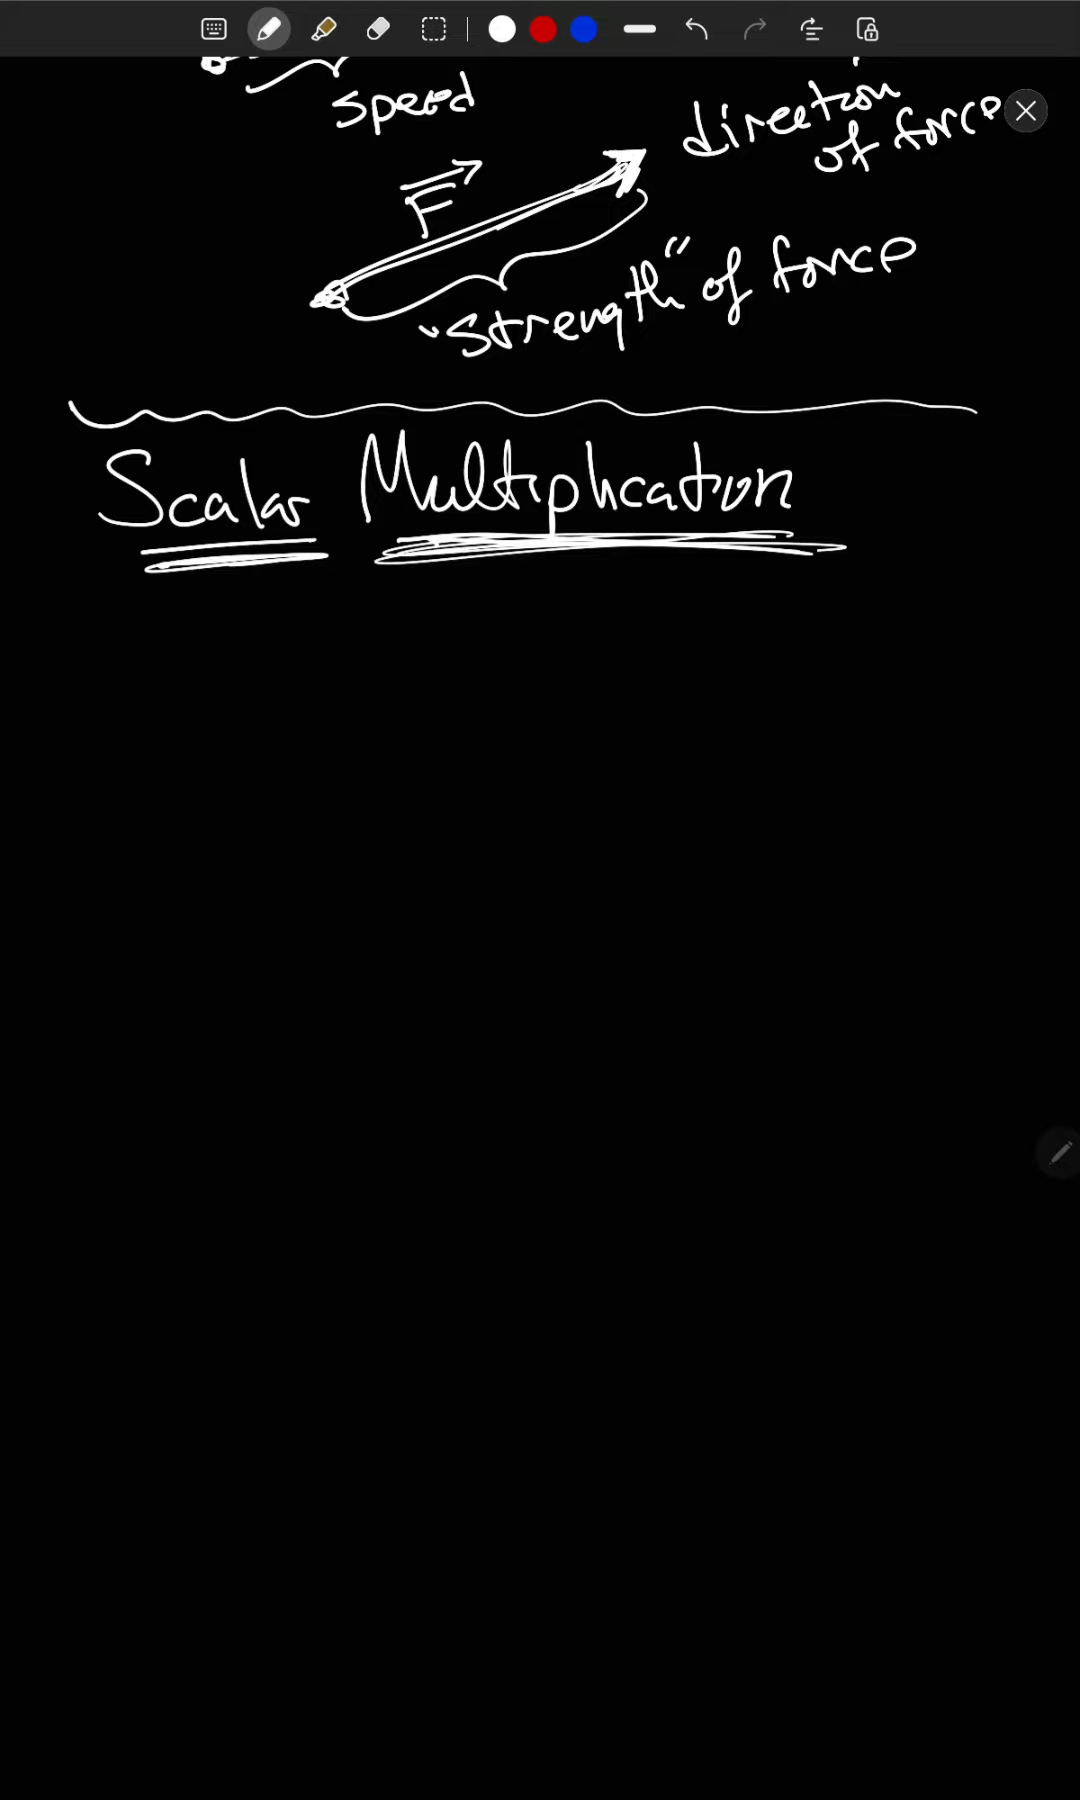 speed
direction
of force
F
"strength" of force
Scalar Multiplication